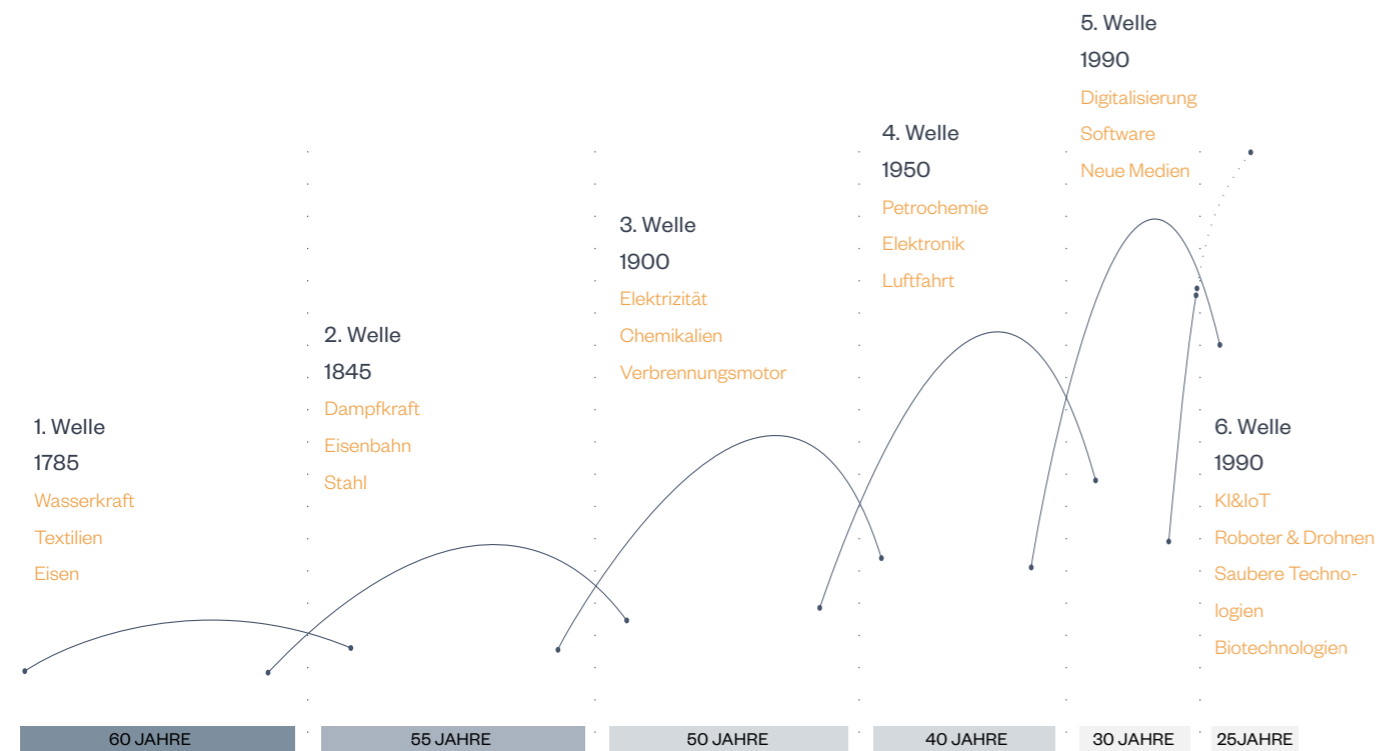 1. Welle
1785
Wasserkraft
Textilien
Eisen
2. Welle
1845
Dampfkraft
Eisenbahn
Stahl
3. Welle
1900
Elektrizität
Chemikalien
Verbrennungsmotor
4. Welle
1950
Petrochemie
Elektronik
Luftfahrt
5. Welle
1990
Digitalisierung
Software
Neue Medien
6. Welle
1990
KI&IoT
Roboter & Drohnen
Saubere Techno-
logien
Biotechnologien
60 JAHRE
55 JAHRE
50 JAHRE
40 JAHRE
30 JAHRE
25JAHRE